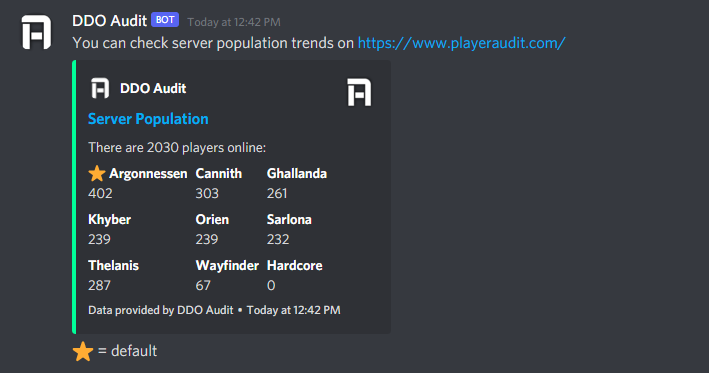 DDO Audit BOT Today at 12:42 PM
You can check server population trends on https://www.playeraudit.com/
DDO Audit
Server Population
There are 2030 players online:
⭐ Argonnessen Cannith Ghallanda
402 303 261
Khyber Orien Sarlona
239 239 232
Thelanis Wayfinder Hardcore
287 67 0
Data provided by DDO Audit • Today at 12:42 PM
⭐ = default